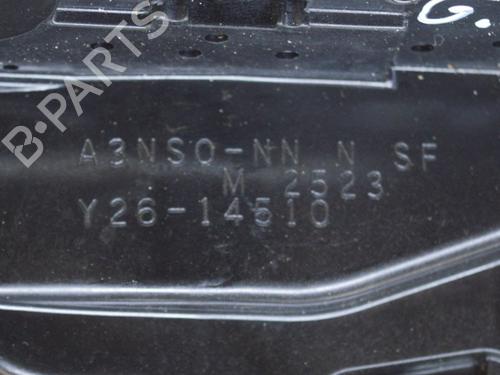 B-PARTS
G.
A3NSO-NN N SF
M 2523
Y26-14510